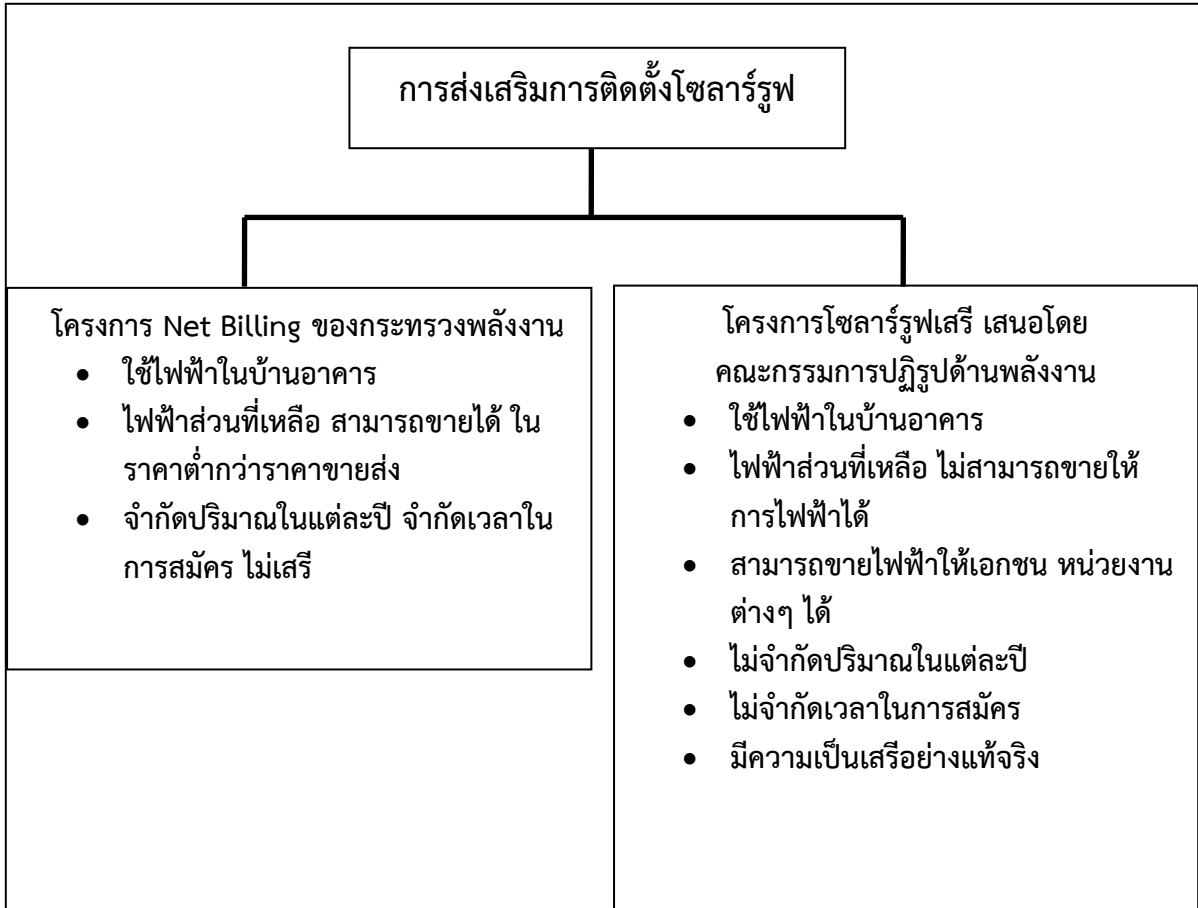 การส่งเสริมการติดตั้งโซลาร์รูฟ
โครงการ Net Billing ของกระทรวงพลังงาน
• ใช้ไฟฟ้าในบ้านอาคาร
• ไฟฟ้าส่วนที่เหลือ สามารถขายได้ ใน
ราคาต่ำกว่าราคาขายส่ง
• จำกัดปริมาณในแต่ละปี จำกัดเวลาใน
การสมัคร ไม่เสรี
โครงการโซลาร์รูฟเสรี เสนอโดย
คณะกรรมการปฏิรูปด้านพลังงาน
• ใช้ไฟฟ้าในบ้านอาคาร
• ไฟฟ้าส่วนที่เหลือ ไม่สามารถขายให้
การไฟฟ้าได้
• สามารถขายไฟฟ้าให้เอกชน หน่วยงาน
ต่างๆ ได้
• ไม่จำกัดปริมาณในแต่ละปี
• ไม่จำกัดเวลาในการสมัคร
• มีความเป็นเสรีอย่างแท้จริง